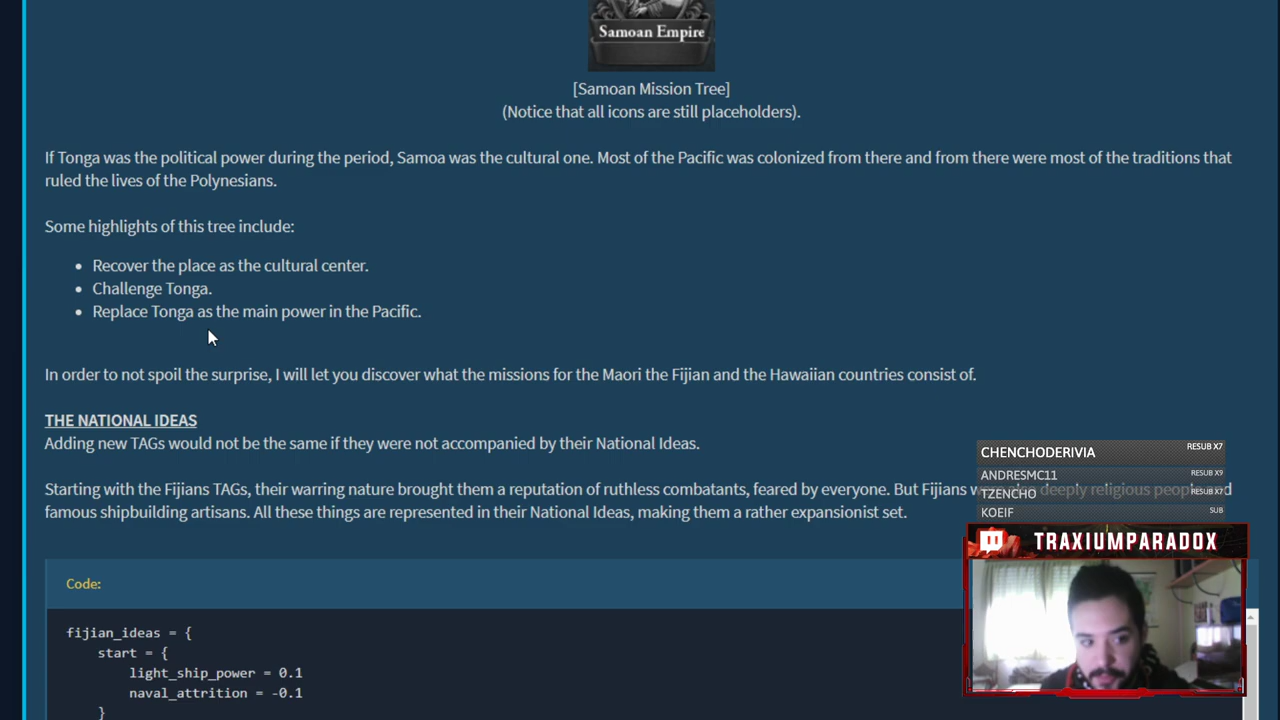 Samoan Empire
[Samoan Mission Tree]
(Notice that all icons are still placeholders).
If Tonga was the political power during the period, Samoa was the cultural one. Most of the Pacific was colonized from there and from there were most of the traditions that
ruled the lives of the Polynesians.
Some highlights of this tree include:
• Recover the place as the cultural center.
• Challenge Tonga.
• Replace Tonga as the main power in the Pacific.
In order to not spoil the surprise, I will let you discover what the missions for the Maori the Fijian and the Hawaiian countries consist of.
THE NATIONAL IDEAS
Adding new TAGs would not be the same if they were not accompanied by their National Ideas.
Starting with the Fijians TAGs, their warring nature brought them a reputation of ruthless combatants, feared by everyone. But Fijians deeply religious people
famous shipbuilding artisans. All these things are represented in their National Ideas, making them a rather expansionist set.
Code:
fijian_ideas = {
start = {
light_ship_power = 0.1
naval_attrition = -0.1
}
CHENCHODERIVIA RESUB X7
ANDRESMC11 RESUB X9
TZENCHO RESUB X7
KOEIF SUB
TRAXIUMPARADOX